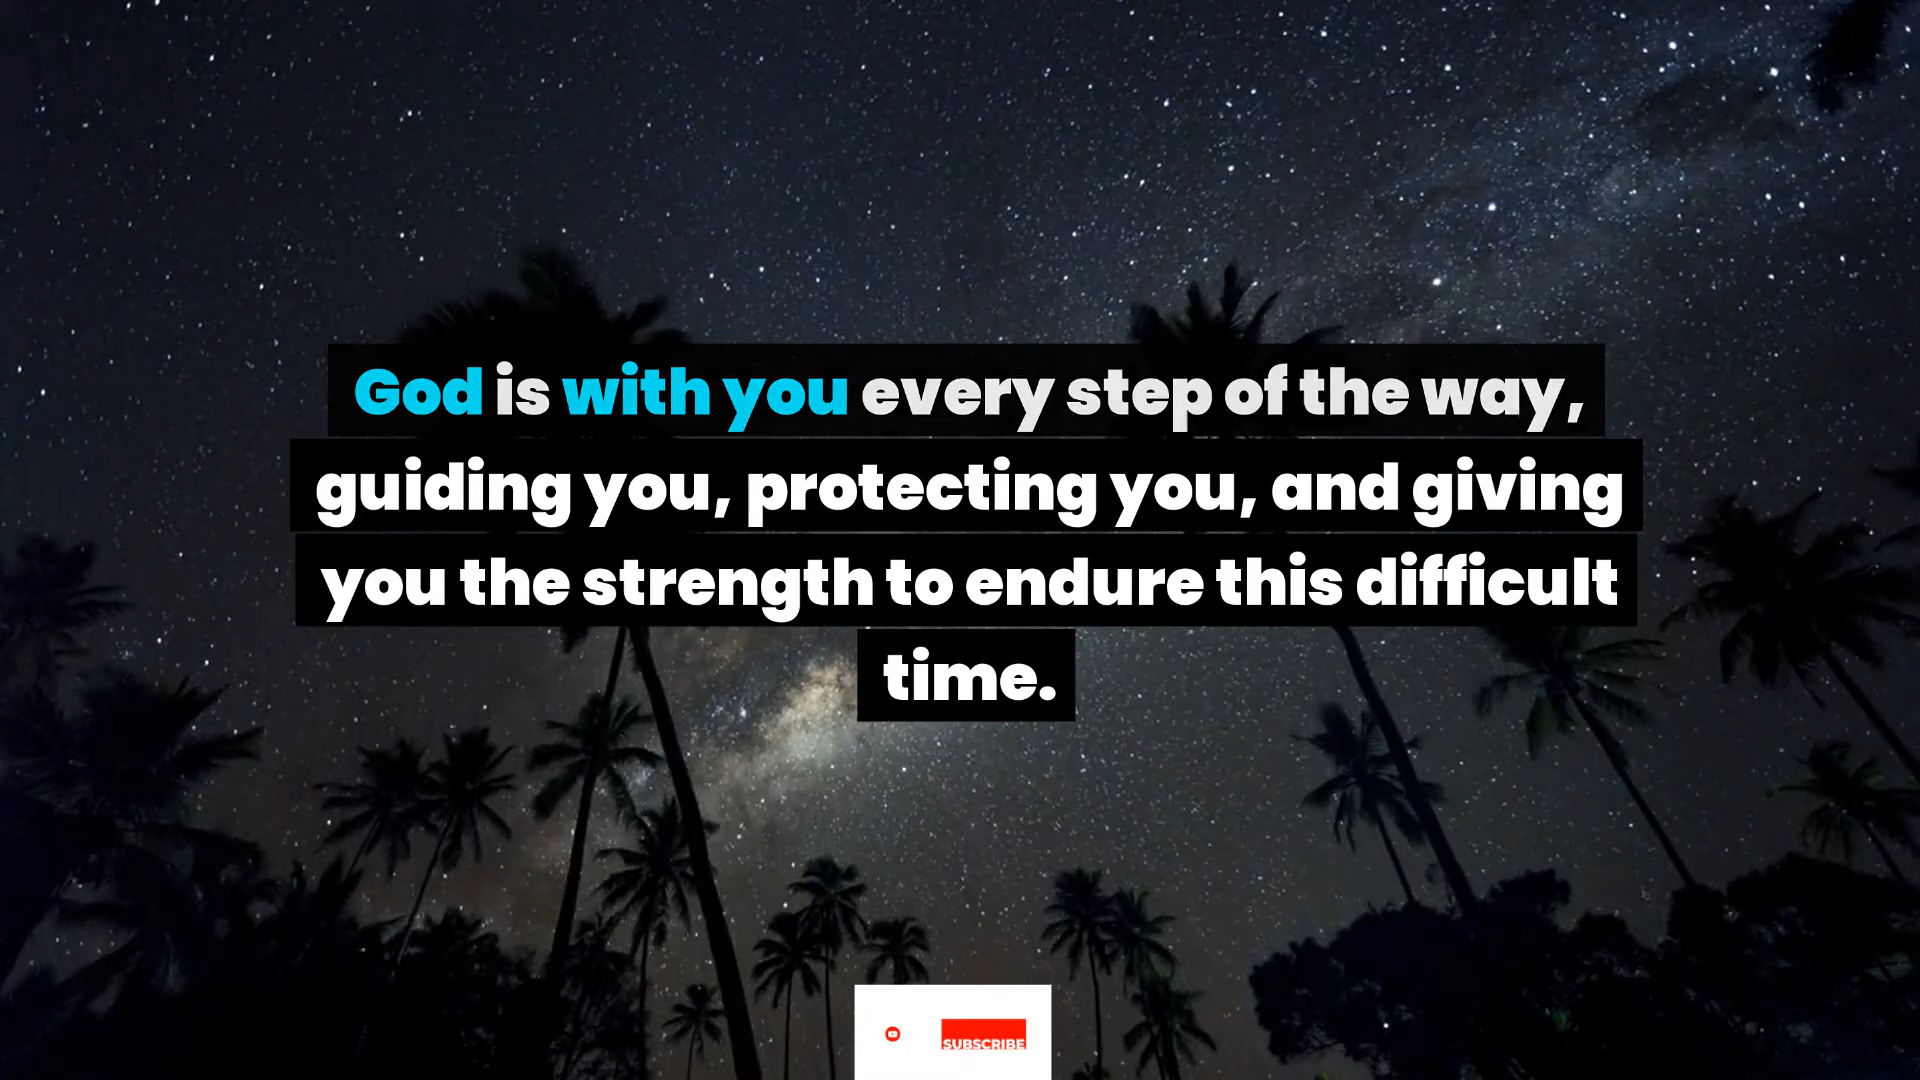 God is with you every step of the way,
guiding you, protecting you, and giving
you the strength to endure this difficult
time.
SUBSCRIBE